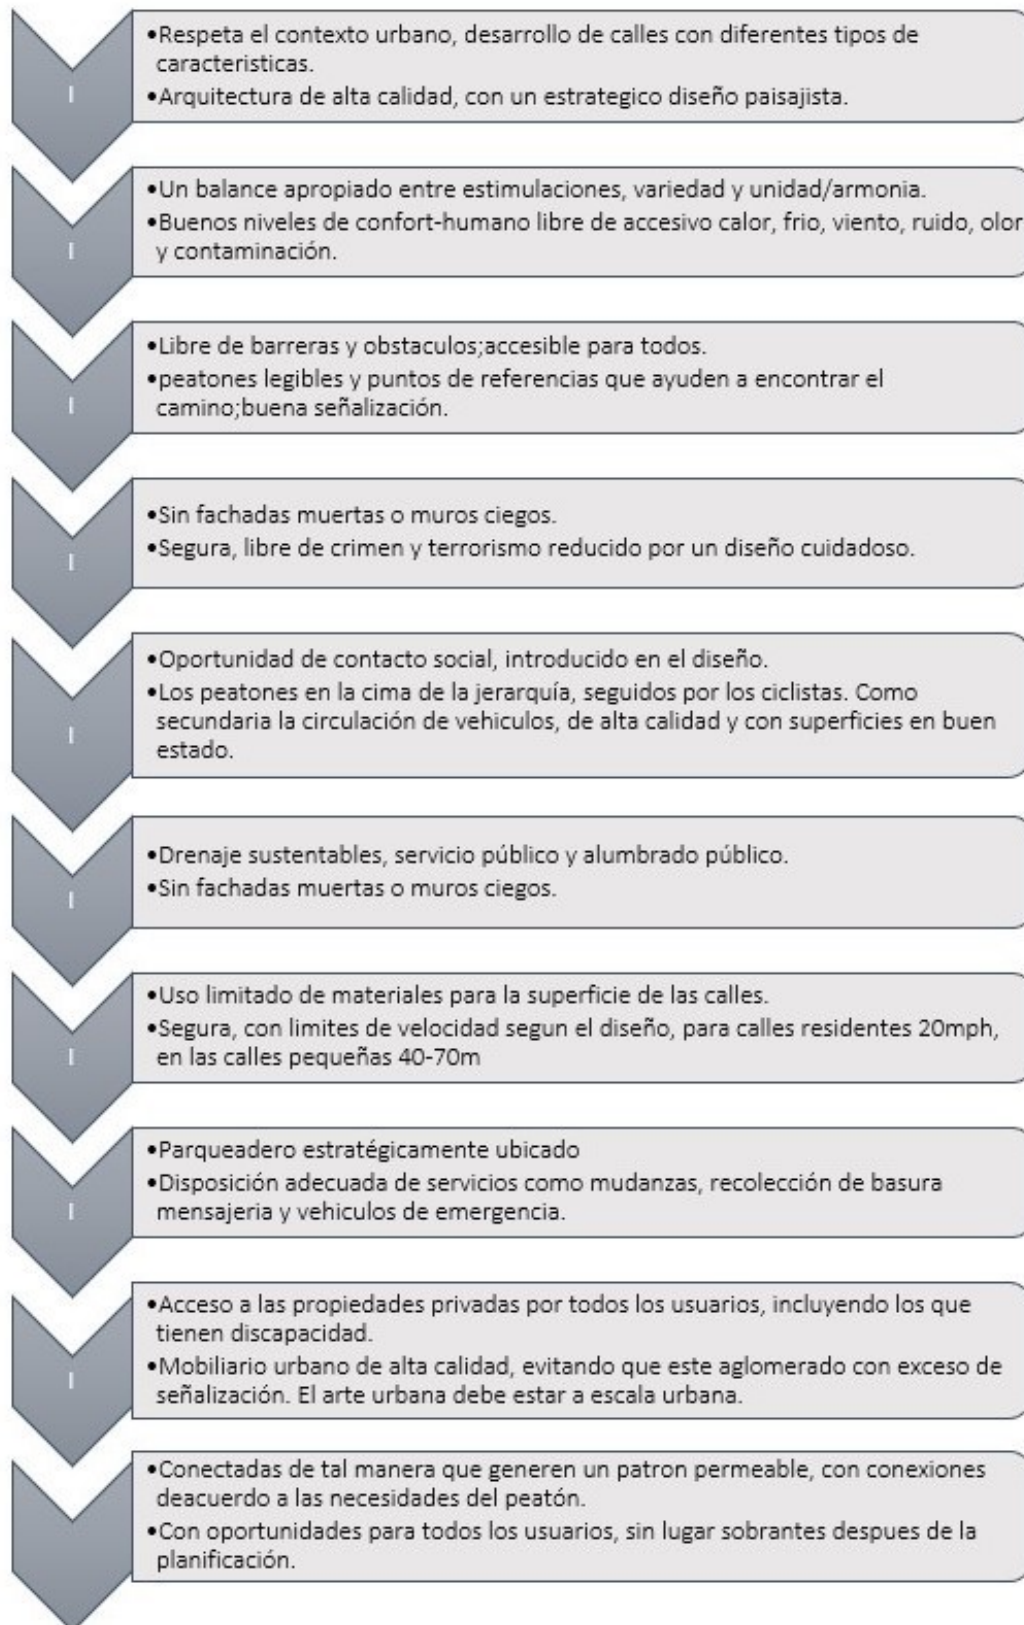 •Respeta el contexto urbano, desarrollo de calles con diferentes tipos de
caracteristicas.
•Arquitectura de alta calidad, con un estrategico diseño paisajista.
•Un balance apropiado entre estimulaciones, variedad y unidad/armonia.
•Buenos niveles de confort-humano libre de accesivo calor, frio, viento, ruido, olor
y contaminación.
•Libre de barreras y obstaculos;accesible para todos.
•peatones legibles y puntos de referencias que ayuden a encontrar el
camino;buena señalización.
•Sin fachadas muertas o muros ciegos.
•Segura, libre de crimen y terrorismo reducido por un diseño cuidadoso.
•Oportunidad de contacto social, introducido en el diseño.
•Los peatones en la cima de la jerarquía, seguidos por los ciclistas. Como
secundaria la circulación de vehiculos, de alta calidad y con superficies en buen
estado.
•Drenaje sustentables, servicio público y alumbrado público.
•Sin fachadas muertas o muros ciegos.
•Uso limitado de materiales para la superficie de las calles.
•Segura, con limites de velocidad segun el diseño, para calles residentes 20mph,
en las calles pequeñas 40-70m
•Parqueadero estratégicamente ubicado
•Disposición adecuada de servicios como mudanzas, recolección de basura
mensajeria y vehiculos de emergencia.
•Acceso a las propiedades privadas por todos los usuarios, incluyendo los que
tienen discapacidad.
•Mobiliario urbano de alta calidad, evitando que este aglomerado con exceso de
señalización. El arte urbana debe estar a escala urbana.
•Conectadas de tal manera que generen un patron permeable, con conexiones
deacuerdo a las necesidades del peatón.
•Con oportunidades para todos los usuarios, sin lugar sobrantes despues de la
planificación.